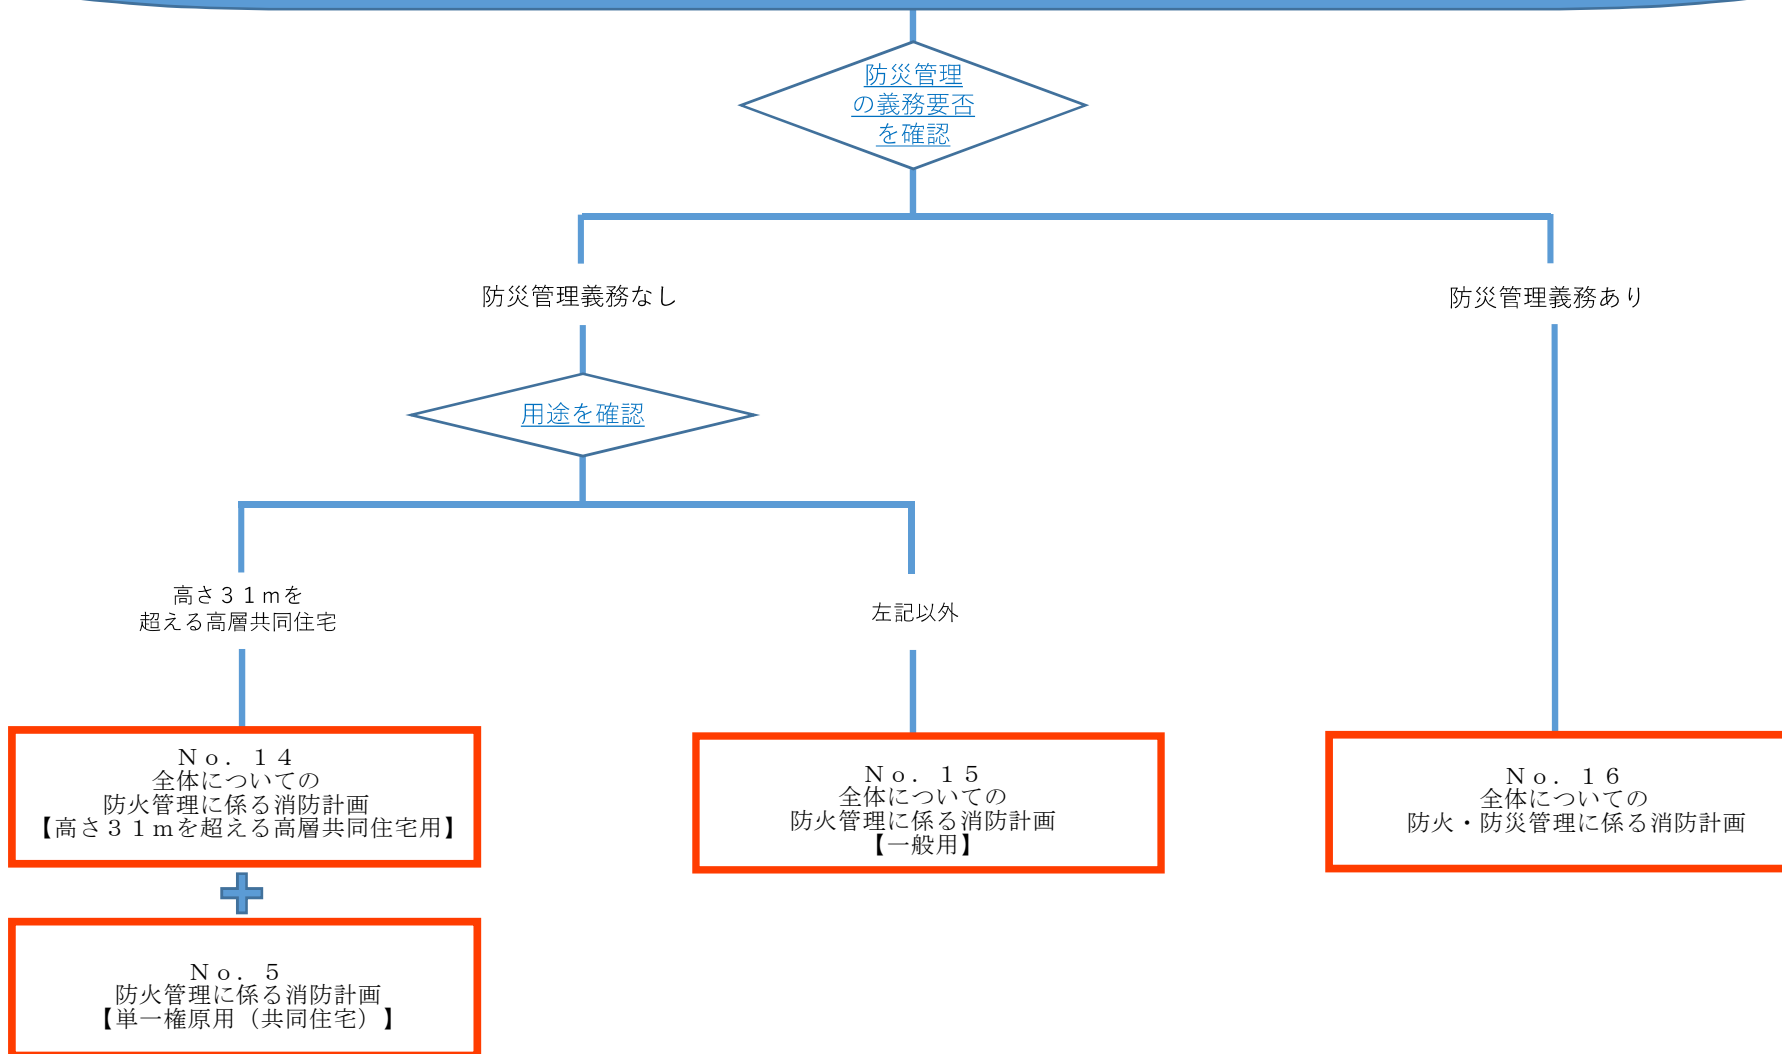 防災管理
の義務要否
を確認
防災管理義務なし
防災管理義務あり
用途を確認
高さ３１ｍを
超える高層共同住宅
左記以外
Ｎｏ．１４
全体についての
防火管理に係る消防計画
【高さ３１ｍを超える高層共同住宅用】
Ｎｏ．１５
全体についての
防火管理に係る消防計画
【一般用】
Ｎｏ．１６
全体についての
防火・防災管理に係る消防計画
Ｎｏ．５
防火管理に係る消防計画
【単一権原用（共同住宅）】